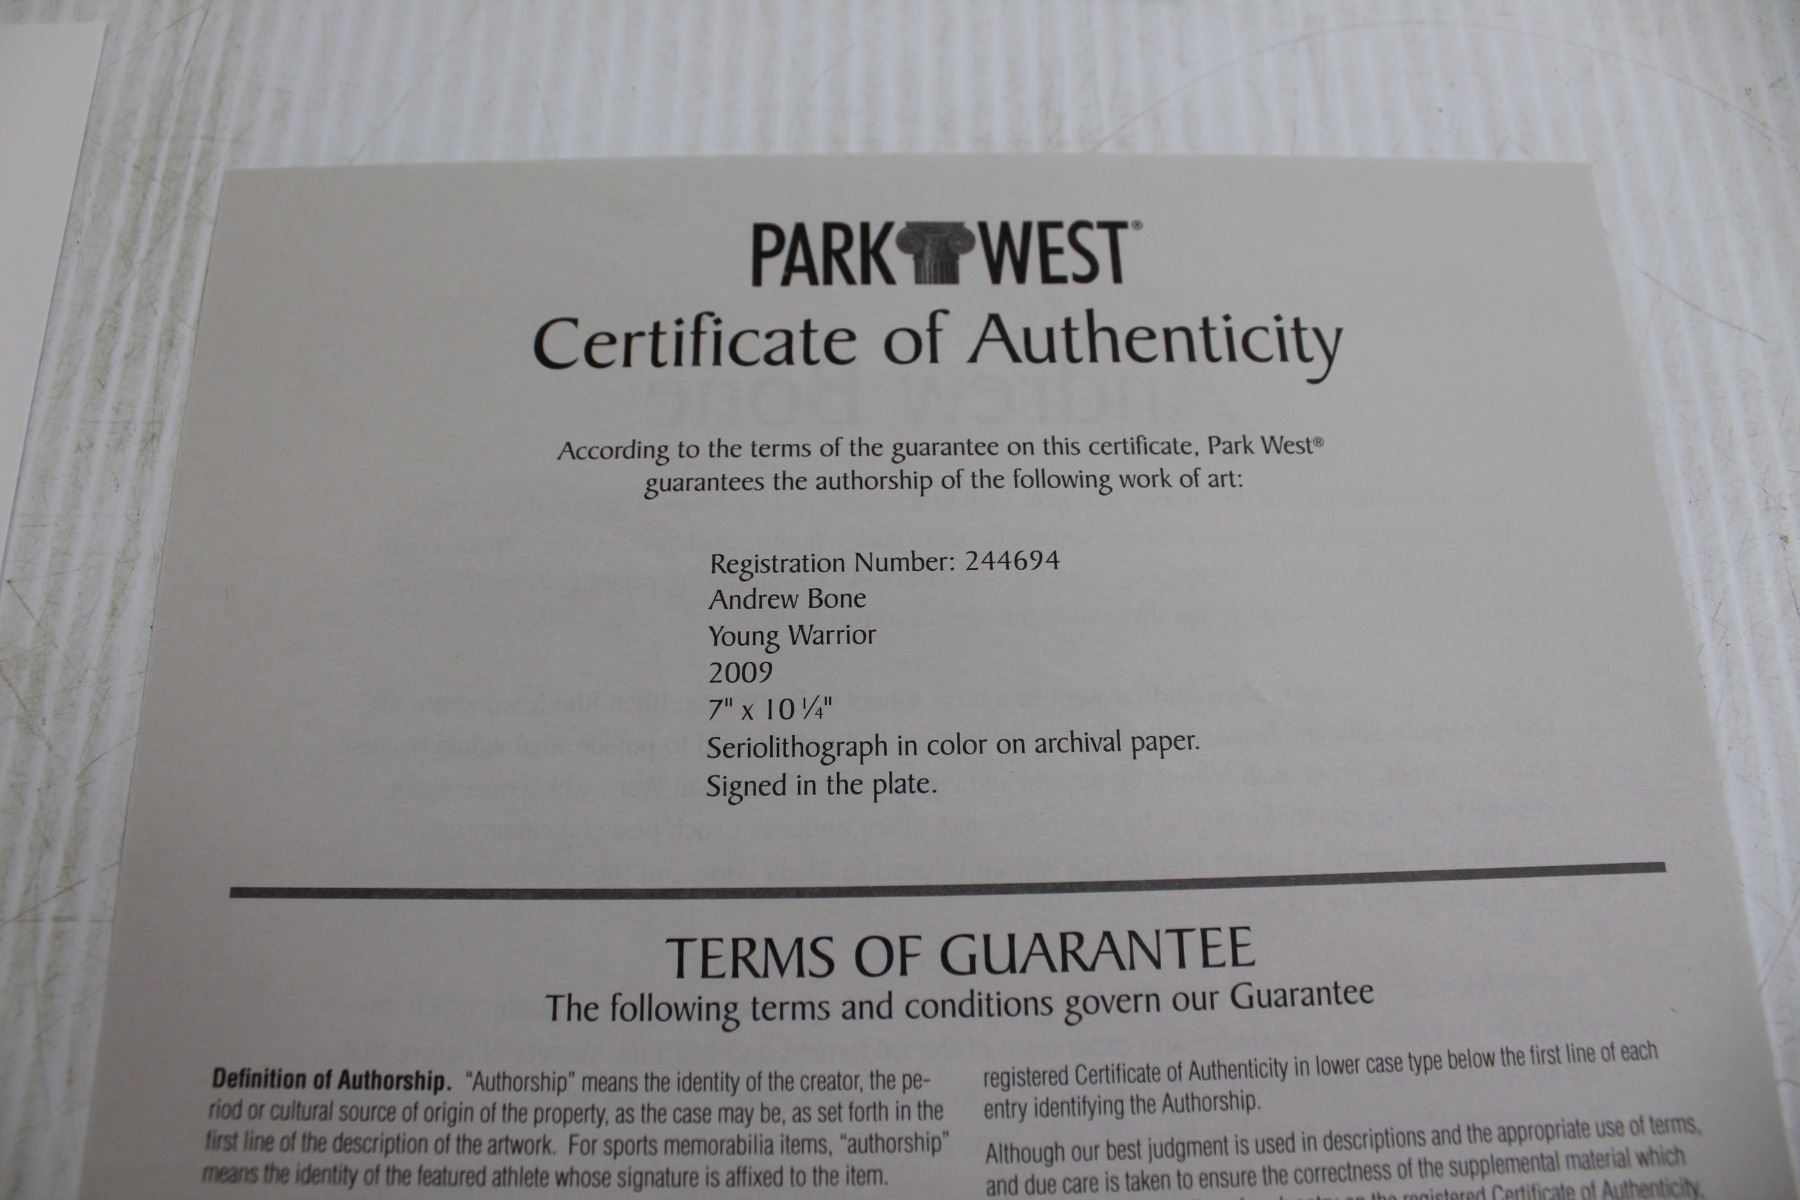 PARK WEST®
Certificate of Authenticity
According to the terms of the guarantee on this certificate, Park West®
guarantees the authorship of the following work of art:
Registration Number: 244694
Andrew Bone
Young Warrior
2009
7" x 10 ¼"
Seriolithograph in color on archival paper.
Signed in the plate.
TERMS OF GUARANTEE
The following terms and conditions govern our Guarantee
Definition of Authorship. “Authorship” means the identity of the creator, the pe-
riod or cultural source of origin of the property, as the case may be, as set forth in the
first line of the description of the artwork. For sports memorabilia items, “authorship”
means the identity of the featured athlete whose signature is affixed to the item.
registered Certificate of Authenticity in lower case type below the first line of each
entry identifying the Authorship.
Although our best judgment is used in descriptions and the appropriate use of terms,
and due care is taken to ensure the correctness of the supplemental material which
the registered Certificate of Authenticity,